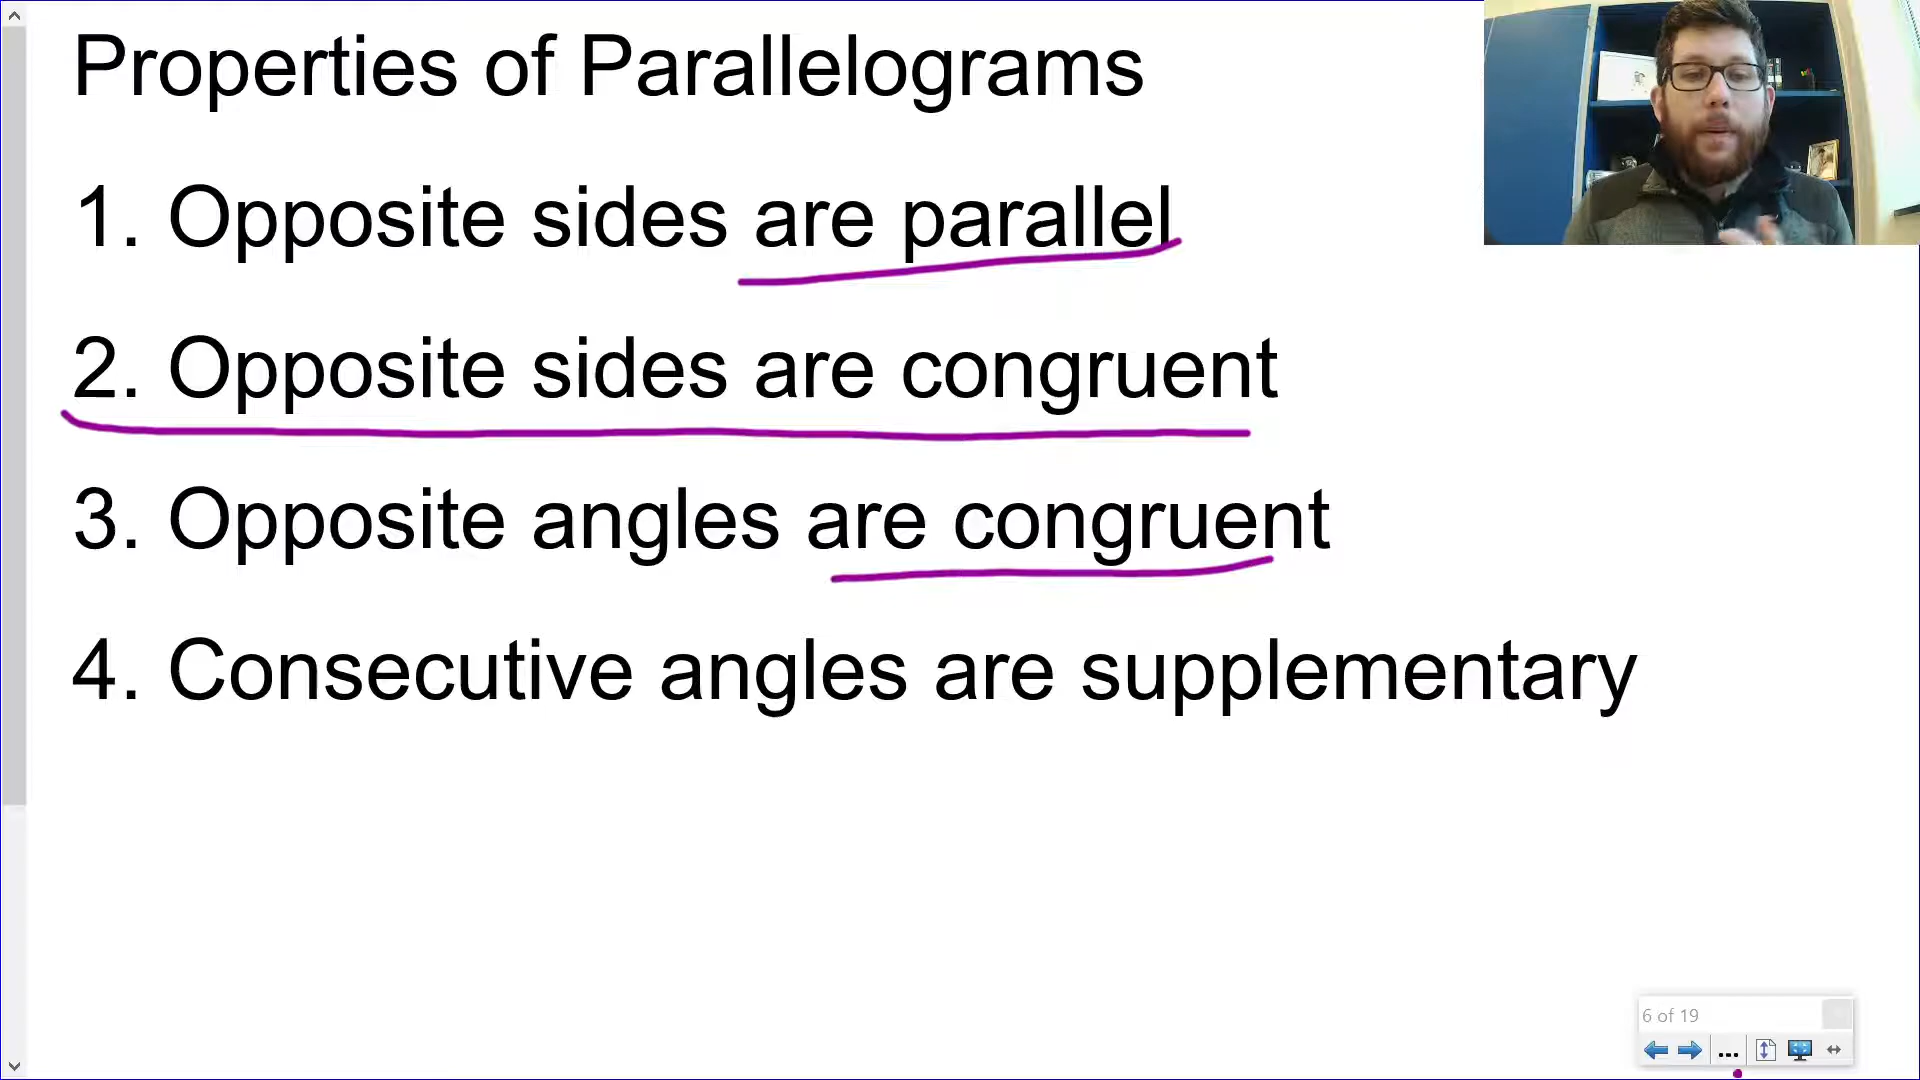 Properties of Parallelograms
1. Opposite sides are parallel
2. Opposite sides are congruent
3. Opposite angles are congruent
4. Consecutive angles are supplementary
6 of 19